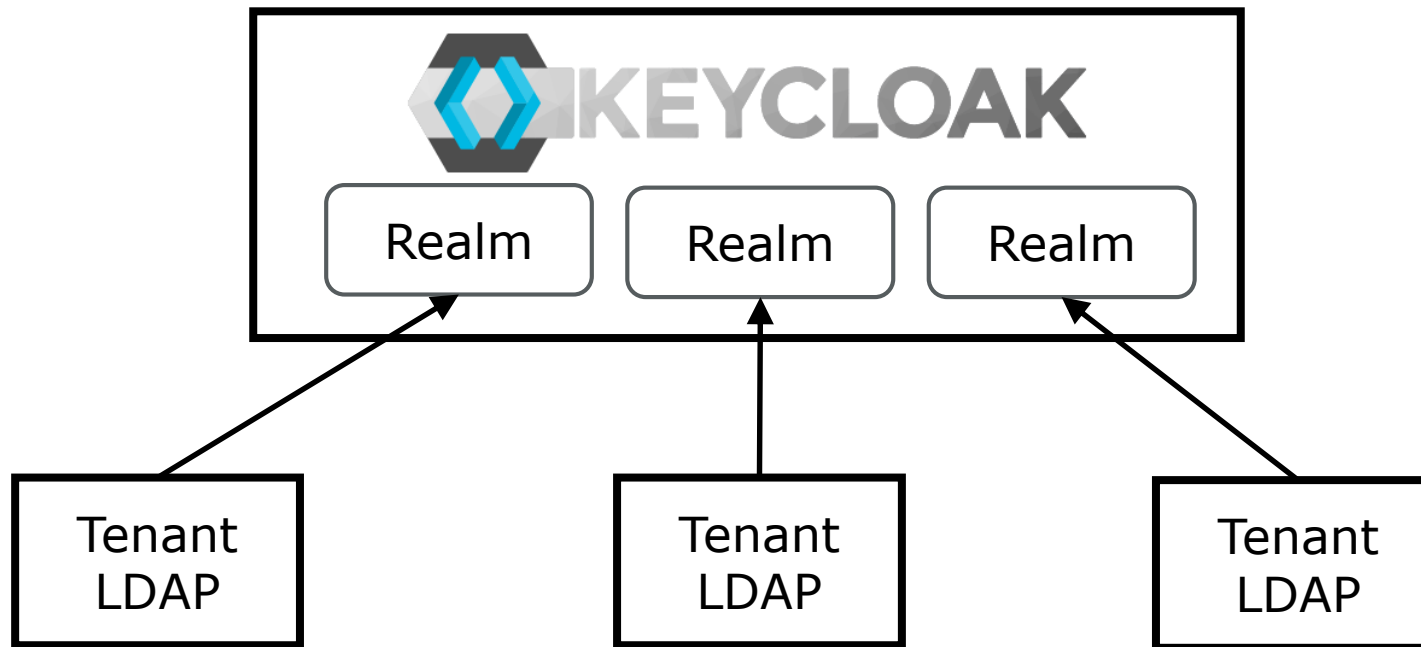 KEYCLOAK
Realm
Realm
Realm
Tenant
LDAP
Tenant
LDAP
Tenant
LDAP